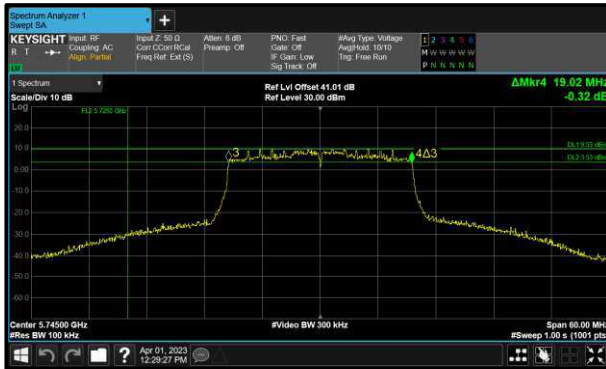 Spectrum Analyzer 1
Swept SA
+
KEYSIGHT
R T
Input: RF
Coupling: AC
Align: Partial
Input Z: 50 Ω
Corr CCorr RCal
Freq Ref: Ext (S)
Atten: 6 dB
Preamp: Off
PNO: Fast
Gate: Off
IF Gain: Low
Sig Track: Off
#Avg Type: Voltage
Avg|Hold: 10/10
Trig: Free Run
1 2 3 4 5 6
M W W W W W
P N N N N N
1 Spectrum
Scale/Div 10 dB
Ref Lvl Offset 41.01 dB
Ref Level 30.00 dBm
ΔMkr4 19.02 MHz
-0.32 dB
Log
20.0
10.0
0.00
-10.0
-20.0
-30.0
-40.0
-50.0
-60.0
3
4Δ3
Center 5.74500 GHz
#Res BW 100 kHz
#Video BW 300 kHz
Span 60.00 MHz
#Sweep 1.00 s (1001 pts)
?
Apr 01, 2023
12:29:27 PM